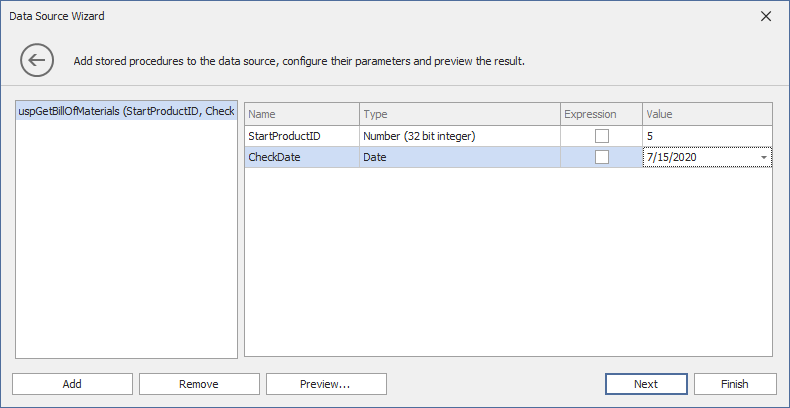 Data Source Wizard
Add stored procedures to the data source, configure their parameters and preview the result.
uspGetBillOfMaterials (StartProductID, Check
Name Type Expression Value
StartProductID Number (32 bit integer) 5
CheckDate Date 7/15/2020
Add Remove Preview... Next Finish